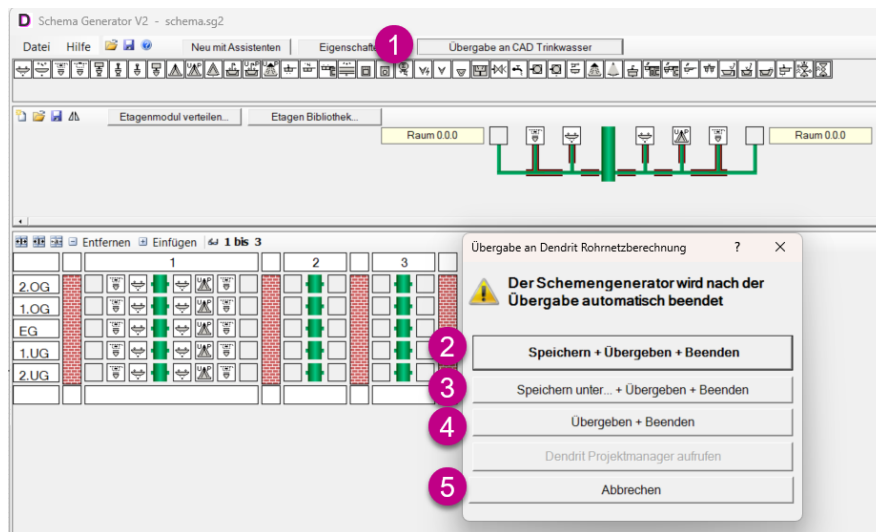 D Schema Generator V2 - schema.sg2
Datei Hilfe Neu mit Assistenten 1 Übergabe an CAD Trinkwasser
Etagenmodul verteilen... Etagen Bibliothek...
Raum 0.0.0 Raum 0.0.0
Entfernen Einfügen 1 bis 3
1 2 3
2.OG
1.OG
EG
1.UG
2.UG
Übergabe an Dendrit Rohrnetzberechnung ? ×
Der Schemengenerator wird nach der
Übergabe automatisch beendet
2 Speichern + Übergeben + Beenden
3 Speichern unter... + Übergeben + Beenden
4 Übergeben + Beenden
Dendrit Projektmanager aufrufen
5 Abbrechen